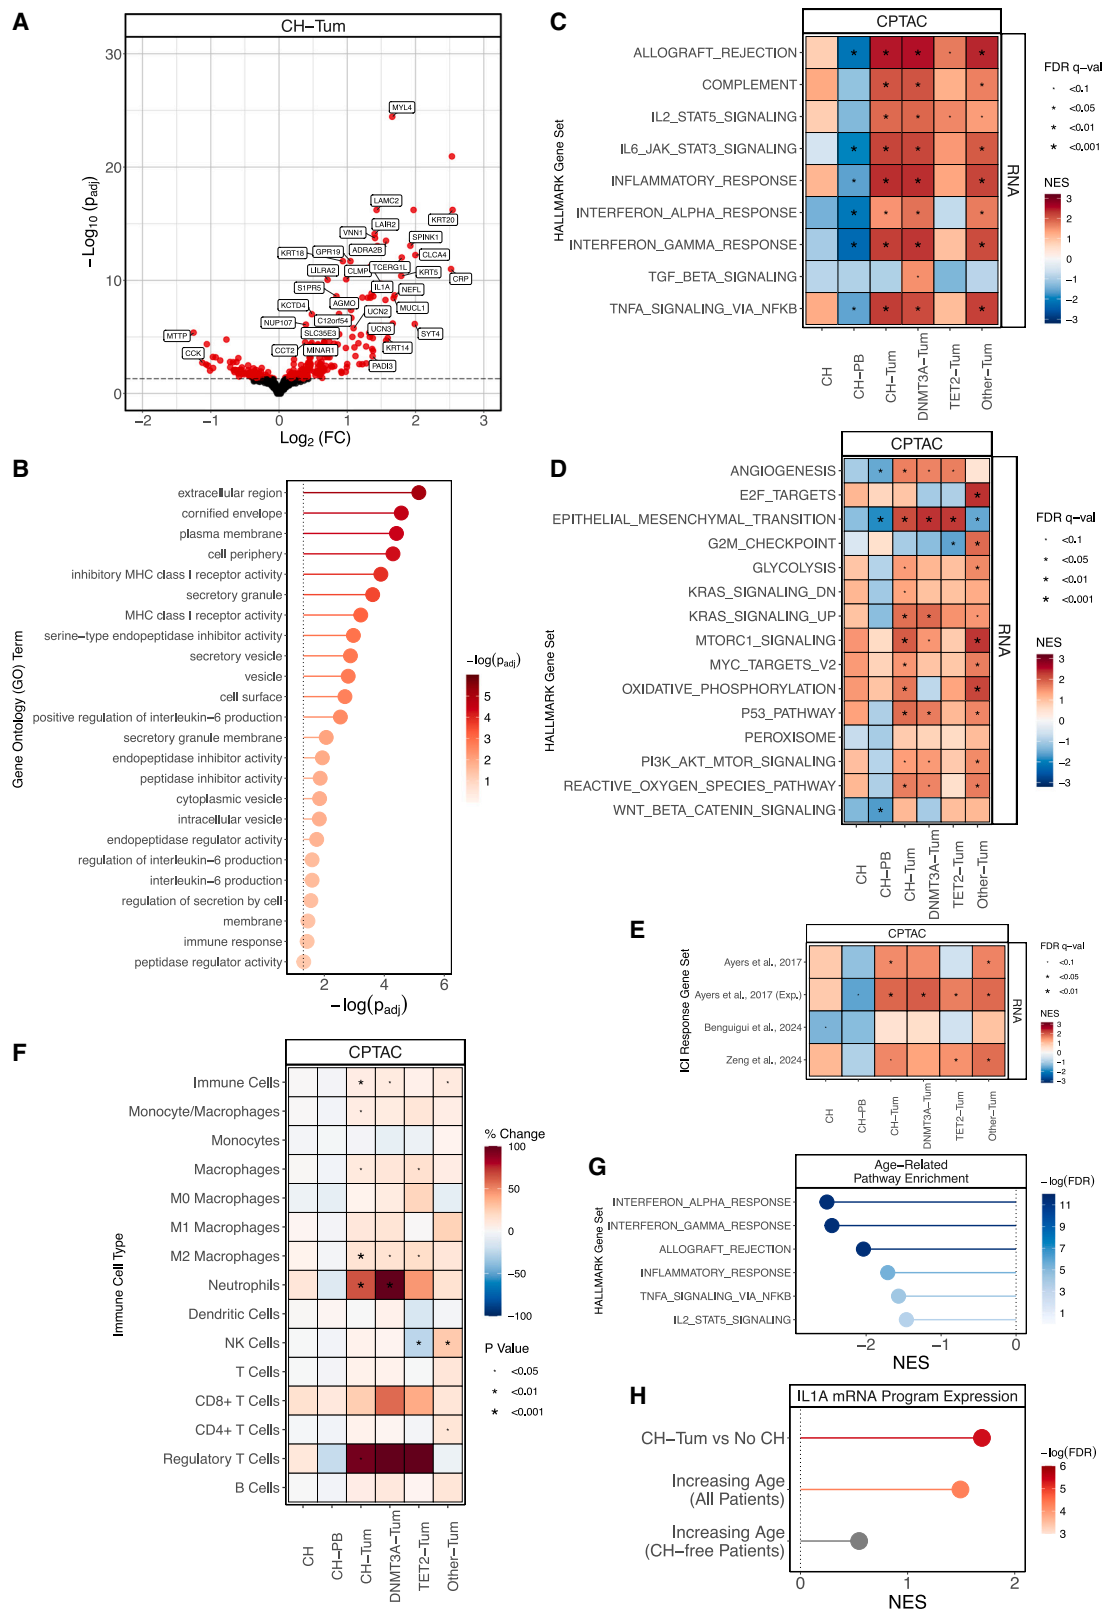 A
CH−Tum
30
20
10
0
−Log10 (padj)
MYL4
LAMC2
KRT20
LAIR2
VNN1
SPINK1
GPR19
ADRA2B
KRT18
CLCA4
TCERG1L
LILRA2
CLMP
KRT5
CRP
IL1A
S1PR5
NEFL
AGMO
MUCL1
KCTD4
UCN2
C12orf54
NUP107
UCN3
SLC35E3
SYT4
MTTP
CCT2
MINAR1
KRT14
CCK
PADI3
−2
−1
0
1
2
3
Log2 (FC)
B
Gene Ontology (GO) Term
extracellular region
cornified envelope
plasma membrane
cell periphery
inhibitory MHC class I receptor activity
secretory granule
MHC class I receptor activity
serine−type endopeptidase inhibitor activity
secretory vesicle
vesicle
cell surface
positive regulation of interleukin−6 production
secretory granule membrane
endopeptidase inhibitor activity
peptidase inhibitor activity
cytoplasmic vesicle
intracellular vesicle
endopeptidase regulator activity
regulation of interleukin−6 production
interleukin−6 production
regulation of secretion by cell
membrane
immune response
peptidase regulator activity
2
4
6
−log(padj)
−log(padj)
5
4
3
2
1
C
CPTAC
HALLMARK Gene Set
ALLOGRAFT_REJECTION
COMPLEMENT
IL2_STAT5_SIGNALING
IL6_JAK_STAT3_SIGNALING
INFLAMMATORY_RESPONSE
INTERFERON_ALPHA_RESPONSE
INTERFERON_GAMMA_RESPONSE
TGF_BETA_SIGNALING
TNFA_SIGNALING_VIA_NFKB
RNA
CH
CH−PB
CH−Tum
DNMT3A−Tum
TET2−Tum
Other−Tum
FDR q−val
<0.1
<0.05
<0.01
<0.001
NES
3
2
1
0
−1
−2
−3
D
CPTAC
HALLMARK Gene Set
ANGIOGENESIS
E2F_TARGETS
EPITHELIAL_MESENCHYMAL_TRANSITION
G2M_CHECKPOINT
GLYCOLYSIS
KRAS_SIGNALING_DN
KRAS_SIGNALING_UP
MTORC1_SIGNALING
MYC_TARGETS_V2
OXIDATIVE_PHOSPHORYLATION
P53_PATHWAY
PEROXISOME
PI3K_AKT_MTOR_SIGNALING
REACTIVE_OXYGEN_SPECIES_PATHWAY
WNT_BETA_CATENIN_SIGNALING
RNA
CH
CH−PB
CH−Tum
DNMT3A−Tum
TET2−Tum
Other−Tum
FDR q−val
<0.1
<0.05
<0.01
<0.001
NES
3
2
1
0
−1
−2
−3
E
CPTAC
ICI Response Gene Set
Ayers et al., 2017
Ayers et al., 2017 (Exp.)
Benguigui et al., 2024
Zeng et al., 2024
RNA
CH
CH−PB
CH−Tum
DNMT3A−Tum
TET2−Tum
Other−Tum
FDR q−val
<0.1
<0.05
<0.01
NES
3
2
1
0
−1
−2
−3
F
CPTAC
Immune Cell Type
Immune Cells
Monocyte/Macrophages
Monocytes
Macrophages
M0 Macrophages
M1 Macrophages
M2 Macrophages
Neutrophils
Dendritic Cells
NK Cells
T Cells
CD8+ T Cells
CD4+ T Cells
Regulatory T Cells
B Cells
CH
CH−PB
CH−Tum
DNMT3A−Tum
TET2−Tum
Other−Tum
% Change
100
50
0
−50
−100
P Value
<0.05
<0.01
<0.001
G
Age−Related
Pathway Enrichment
HALLMARK Gene Set
INTERFERON_ALPHA_RESPONSE
INTERFERON_GAMMA_RESPONSE
ALLOGRAFT_REJECTION
INFLAMMATORY_RESPONSE
TNFA_SIGNALING_VIA_NFKB
IL2_STAT5_SIGNALING
−2
−1
0
NES
−log(FDR)
11
9
7
5
3
1
H
IL1A mRNA Program Expression
CH−Tum vs No CH
Increasing Age
(All Patients)
Increasing Age
(CH−free Patients)
0
1
2
NES
−log(FDR)
6
5
4
3